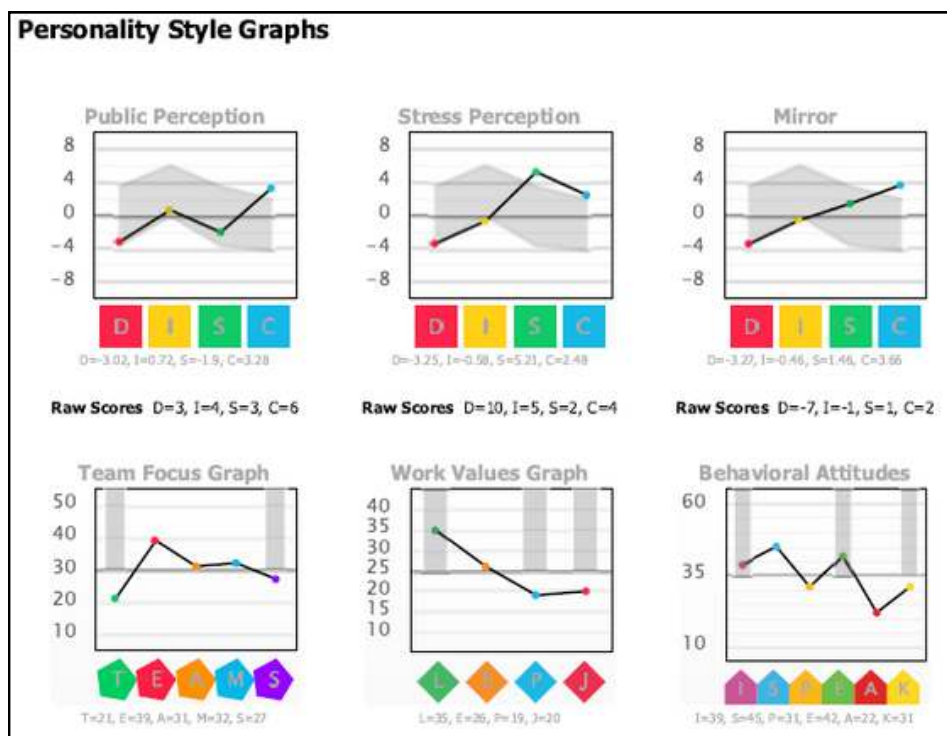 Personality Style Graphs
Public Perception
8
4
0
-4
-8
D I S C
D=-3.02, I=0.72, S=-1.9, C=3.28
Raw Scores D=3, I=4, S=3, C=6
Stress Perception
8
4
0
-4
-8
D I S C
D=-3.25, I=-0.58, S=5.21, C=2.48
Raw Scores D=10, I=5, S=2, C=4
Mirror
8
4
0
-4
-8
D I S C
D=-3.27, I=-0.46, S=1.46, C=3.66
Raw Scores D=-7, I=-1, S=1, C=2
Team Focus Graph
50
40
30
20
10
T E A M S
T=21, E=39, A=31, M=32, S=27
Work Values Graph
40
35
30
25
20
15
10
L E P J
L=35, E=26, P=19, J=20
Behavioral Attitudes
60
35
10
I S P E A K
I=39, S=45, P=31, E=42, A=22, K=31